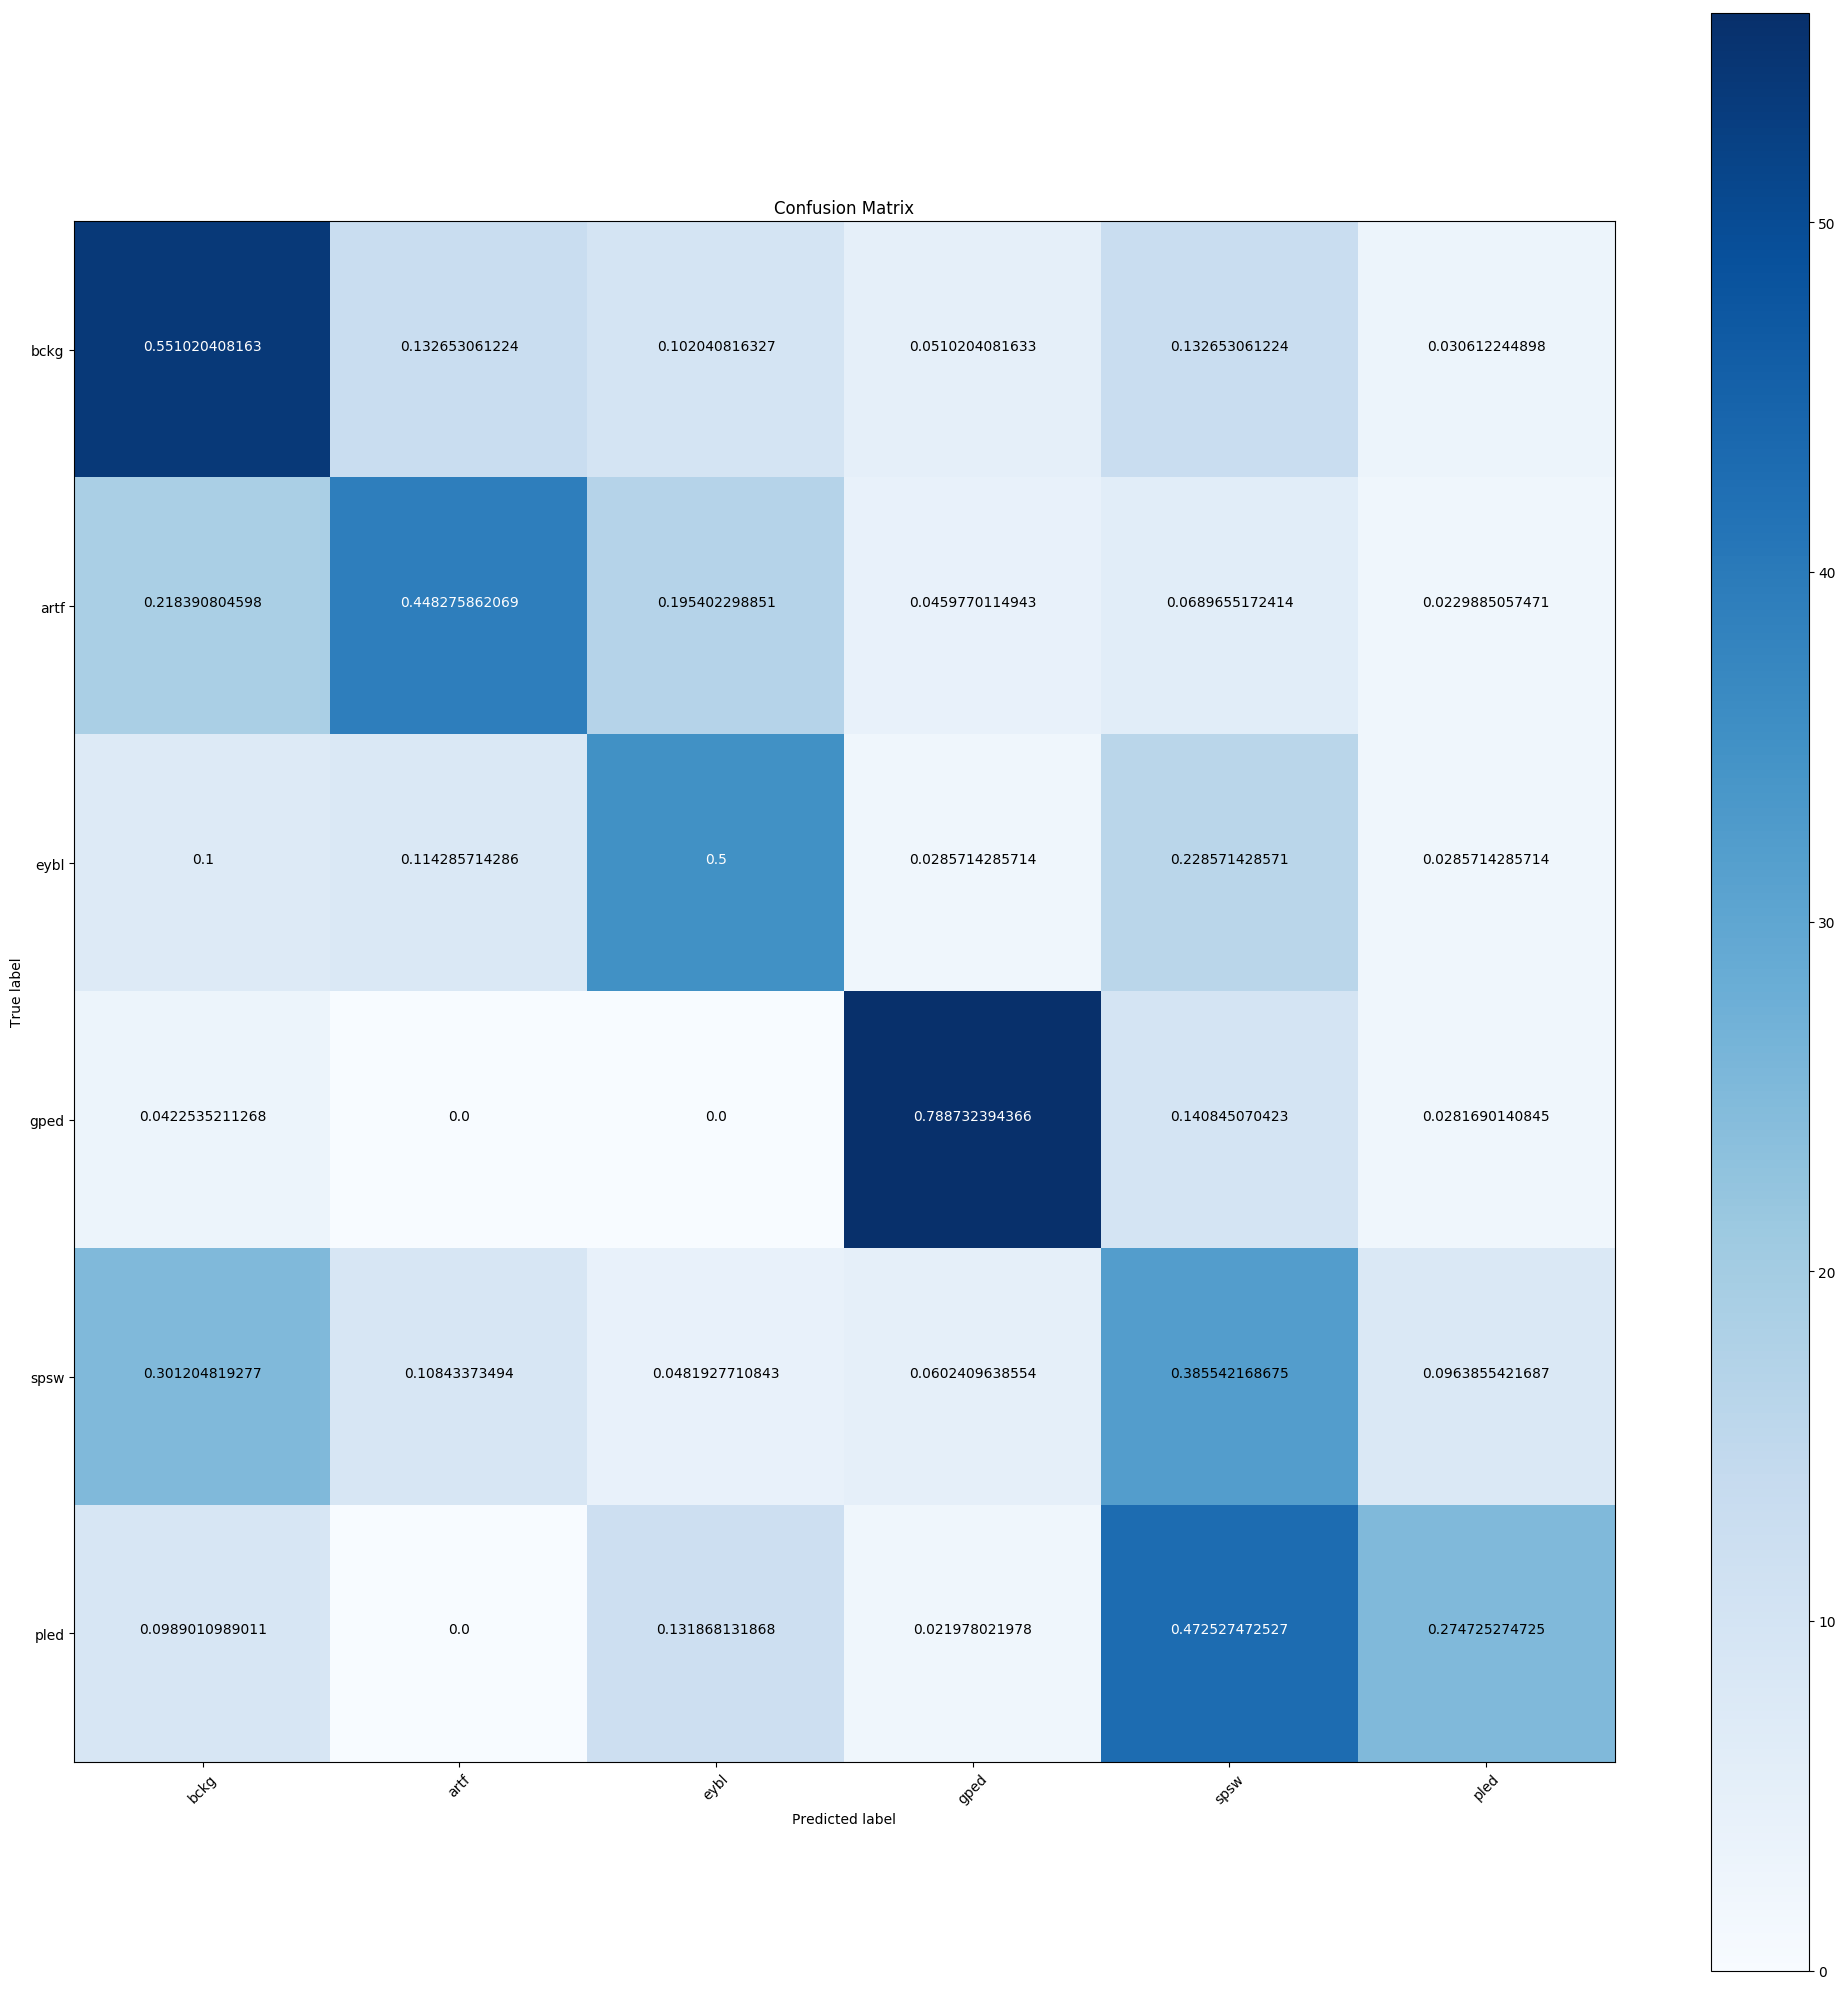 Confusion Matrix
bckg 0.551020408163 0.132653061224 0.102040816327 0.0510204081633 0.132653061224 0.030612244898
artf 0.218390804598 0.448275862069 0.195402298851 0.0459770114943 0.0689655172414 0.0229885057471
eybl 0.1 0.114285714286 0.5 0.0285714285714 0.228571428571 0.0285714285714
gped 0.0422535211268 0.0 0.0 0.788732394366 0.140845070423 0.0281690140845
spsw 0.301204819277 0.10843373494 0.0481927710843 0.0602409638554 0.385542168675 0.0963855421687
pled 0.0989010989011 0.0 0.131868131868 0.021978021978 0.472527472527 0.274725274725
True label
bckg artf eybl gped spsw pled
Predicted label
50
40
30
20
10
0